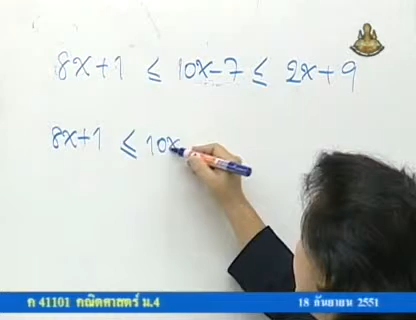 8x+1 ≤ 10x-7 ≤ 2x+9
8x+1 ≤ 10x
ค 41101 คณิตศาสตร์ ม.4 18 กันยายน 2551